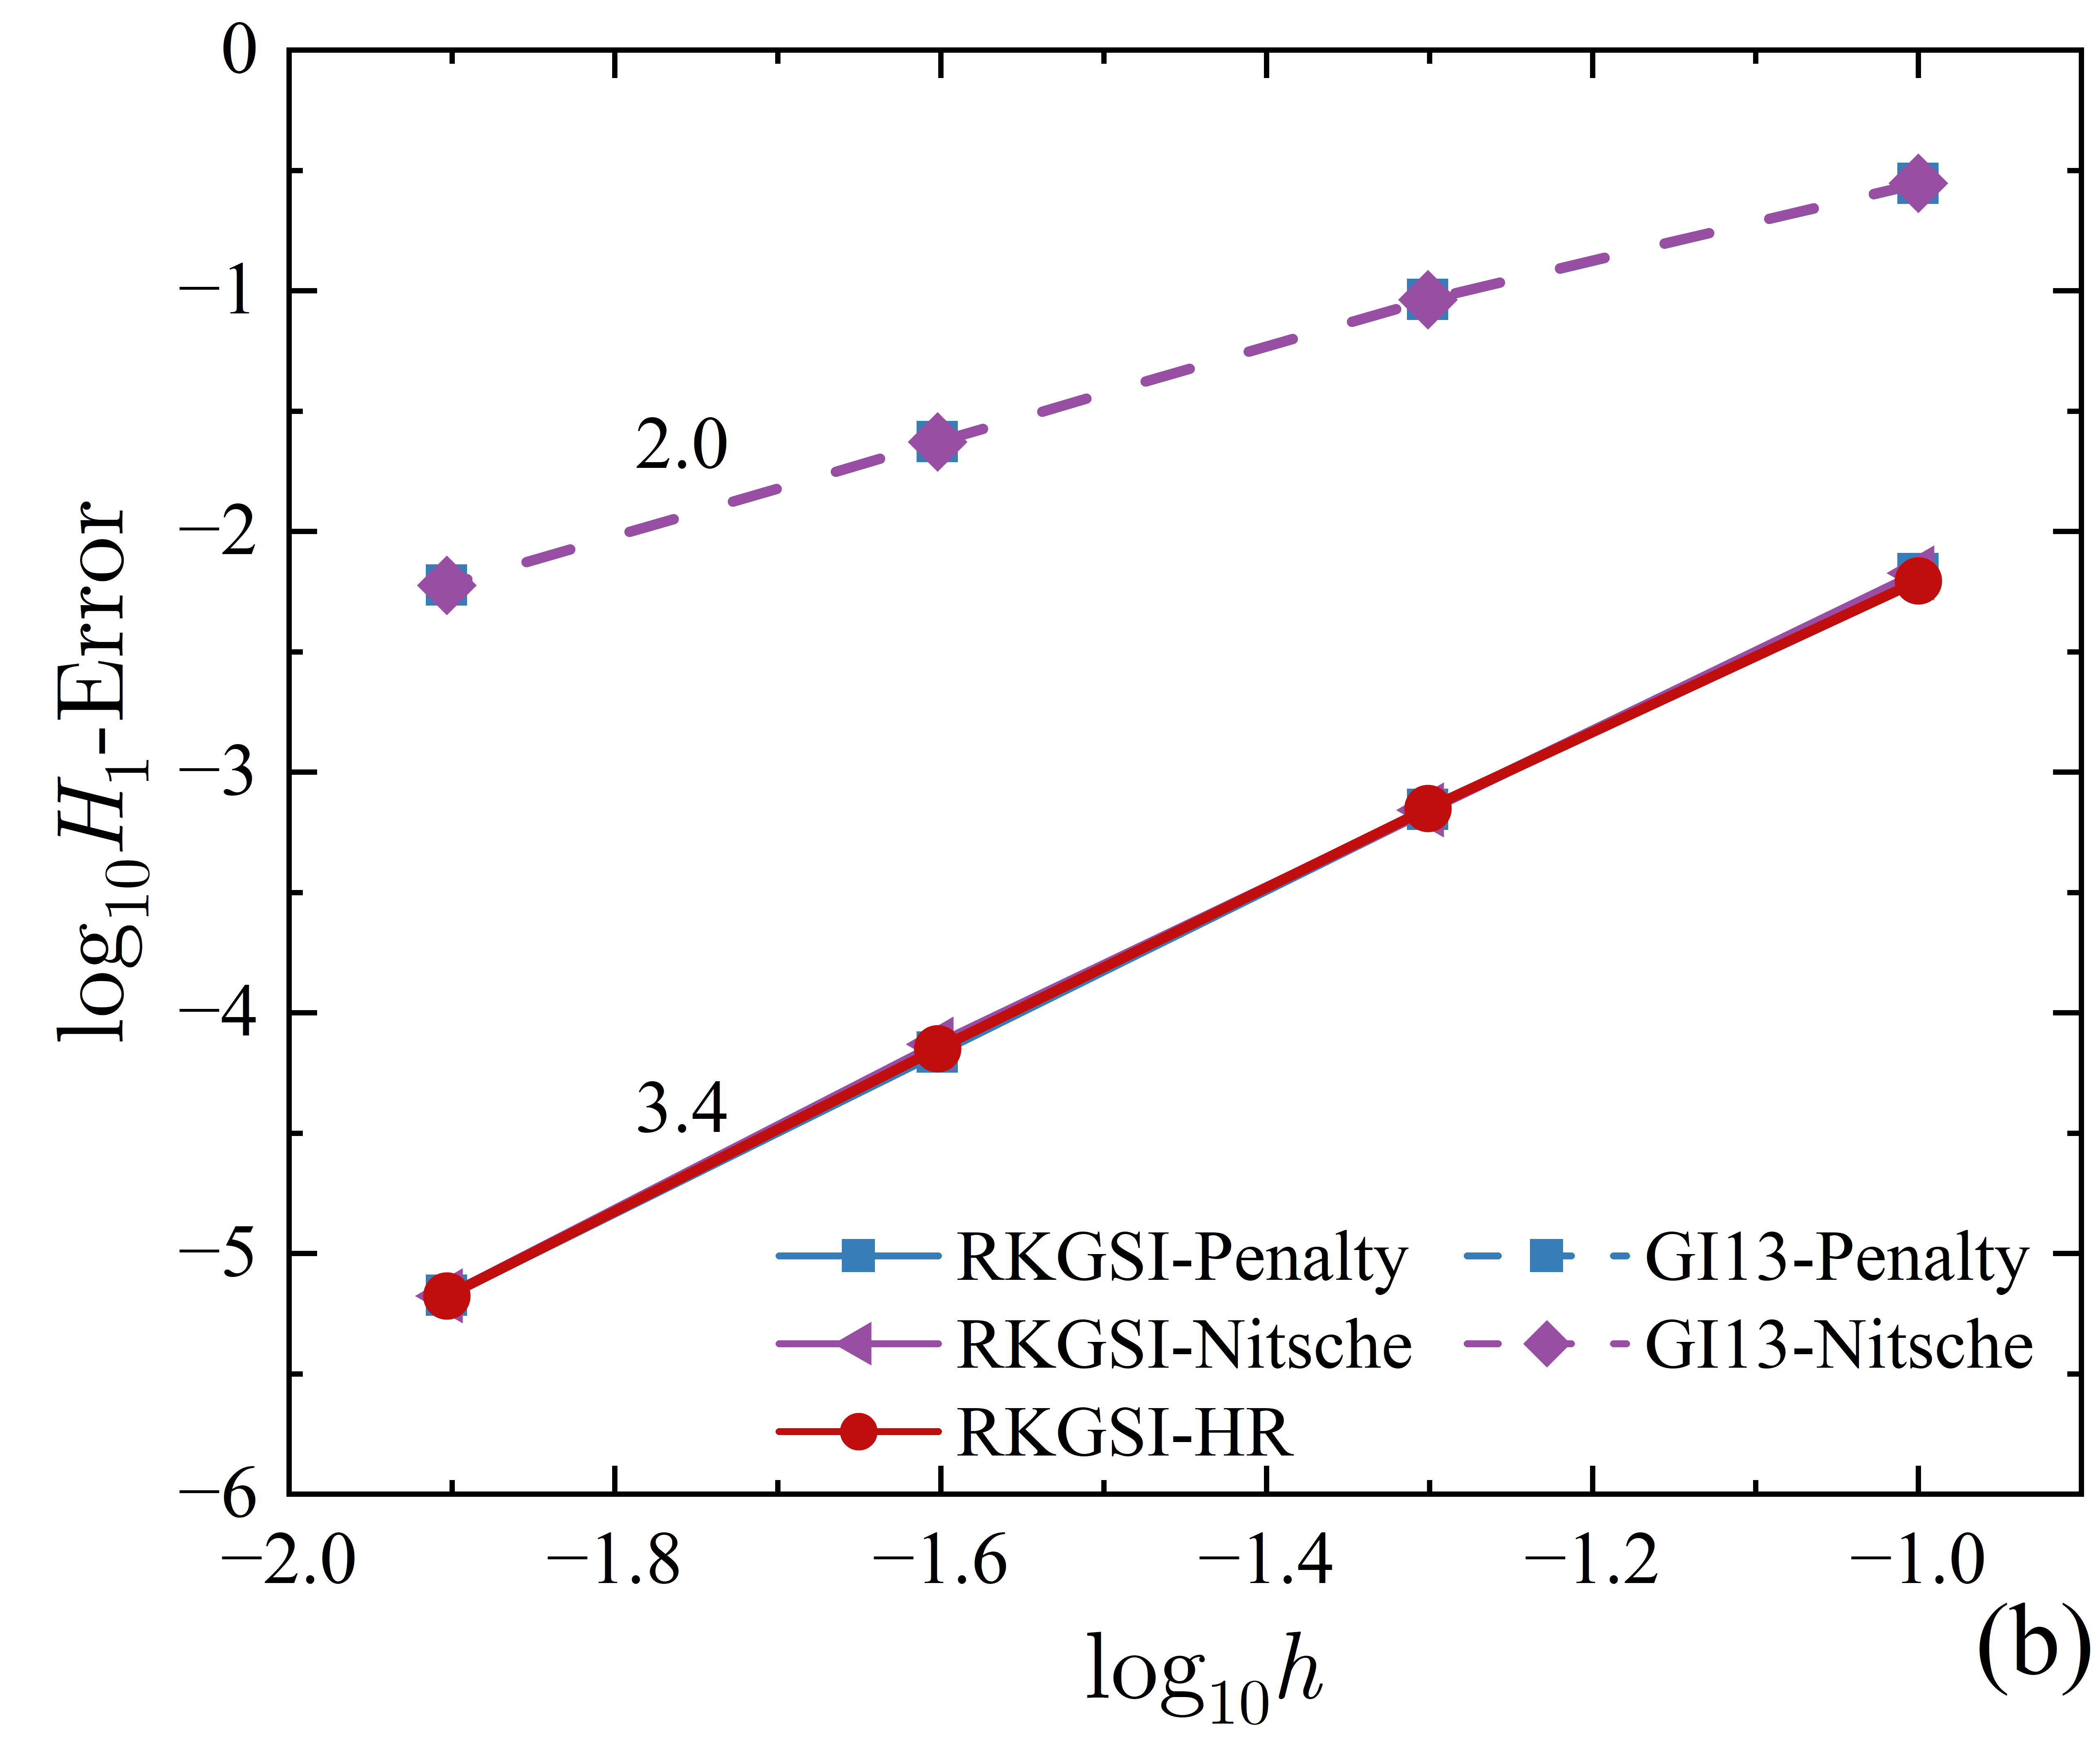 0
−1
−2
−3
−4
−5
−6
log₁₀H₁-Error
2.0
3.4
RKGSI-Penalty
GI13-Penalty
RKGSI-Nitsche
GI13-Nitsche
RKGSI-HR
−2.0
−1.8
−1.6
−1.4
−1.2
−1.0
log₁₀h
(b)